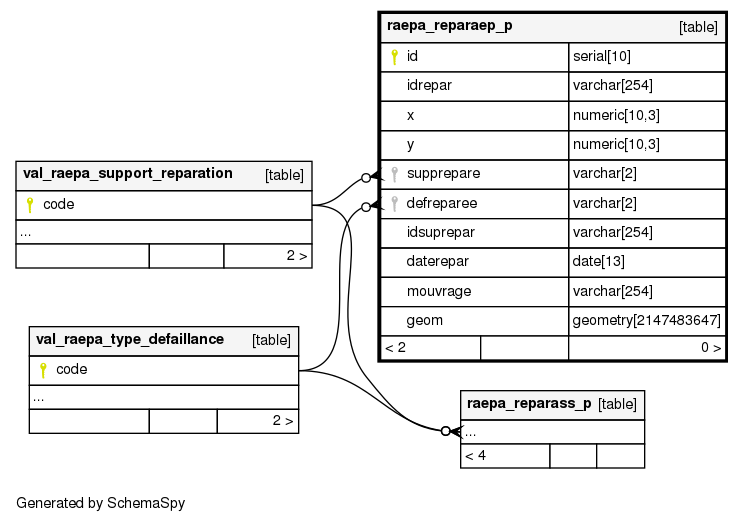 raepa_reparaep_p [table]
id serial[10]
idrepar varchar[254]
x numeric[10,3]
y numeric[10,3]
supprepare varchar[2]
defreparee varchar[2]
idsuprepar varchar[254]
daterepar date[13]
mouvrage varchar[254]
geom geometry[2147483647]
< 2 0 >
val_raepa_support_reparation [table]
code
...
2 >
val_raepa_type_defaillance [table]
code
...
2 >
raepa_reparass_p [table]
...
< 4
Generated by SchemaSpy